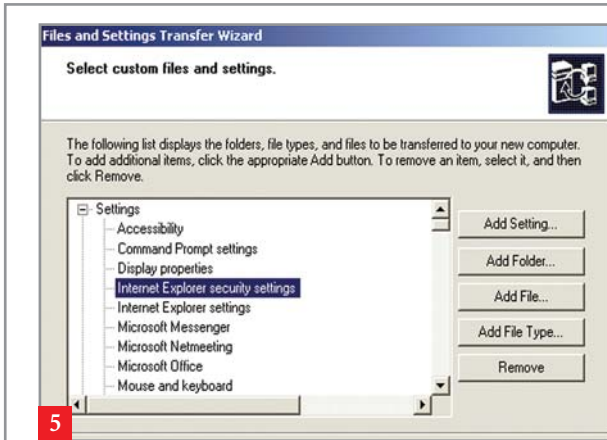 Files and Settings Transfer Wizard
Select custom files and settings.
The following list displays the folders, file types, and files to be transferred to your new computer.
To add additional items, click the appropriate Add button. To remove an item, select it, and then
click Remove.
Settings
Accessibility
Command Prompt settings
Display properties
Internet Explorer security settings
Internet Explorer settings
Microsoft Messenger
Microsoft Netmeeting
Microsoft Office
Mouse and keyboard
Add Setting...
Add Folder...
Add File...
Add File Type...
Remove
5